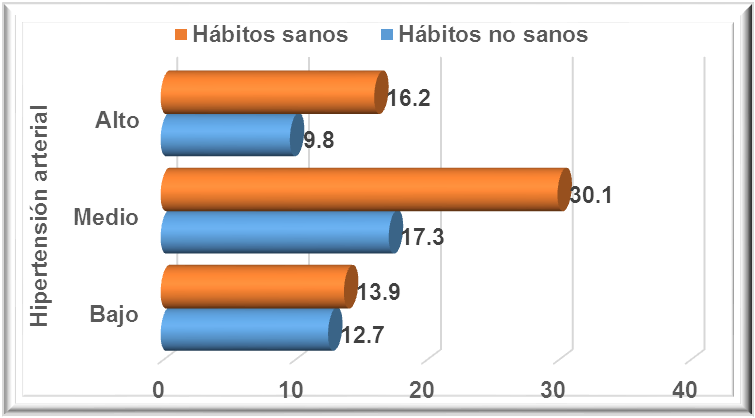 Hábitos sanos Hábitos no sanos
Hipertensión arterial
Alto
16.2
9.8
Medio
30.1
17.3
Bajo
13.9
12.7
0 10 20 30 40